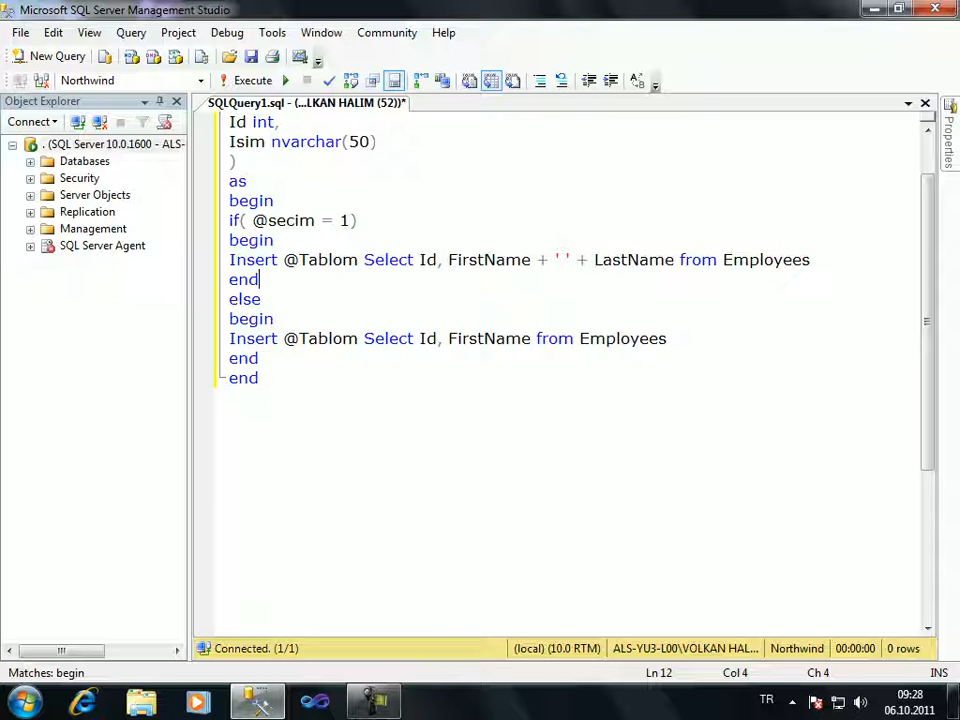 Microsoft SQL Server Management Studio
File Edit View Query Project Debug Tools Window Community Help
New Query
Northwind Execute
Object Explorer
SQLQuery1.sql - (...LKAN HALIM (52))*
Connect
. (SQL Server 10.0.1600 - ALS-
Databases
Security
Server Objects
Replication
Management
SQL Server Agent
Id int,
Isim nvarchar(50)
)
as
begin
if( @secim = 1)
begin
Insert @Tablom Select Id, FirstName + ' ' + LastName from Employees
end
else
begin
Insert @Tablom Select Id, FirstName from Employees
end
end
Properties
Connected. (1/1) (local) (10.0 RTM) ALS-YU3-L00\VOLKAN HAL... Northwind 00:00:00 0 rows
Matches: begin Ln 12 Col 4 Ch 4 INS
TR 09:28
06.10.2011